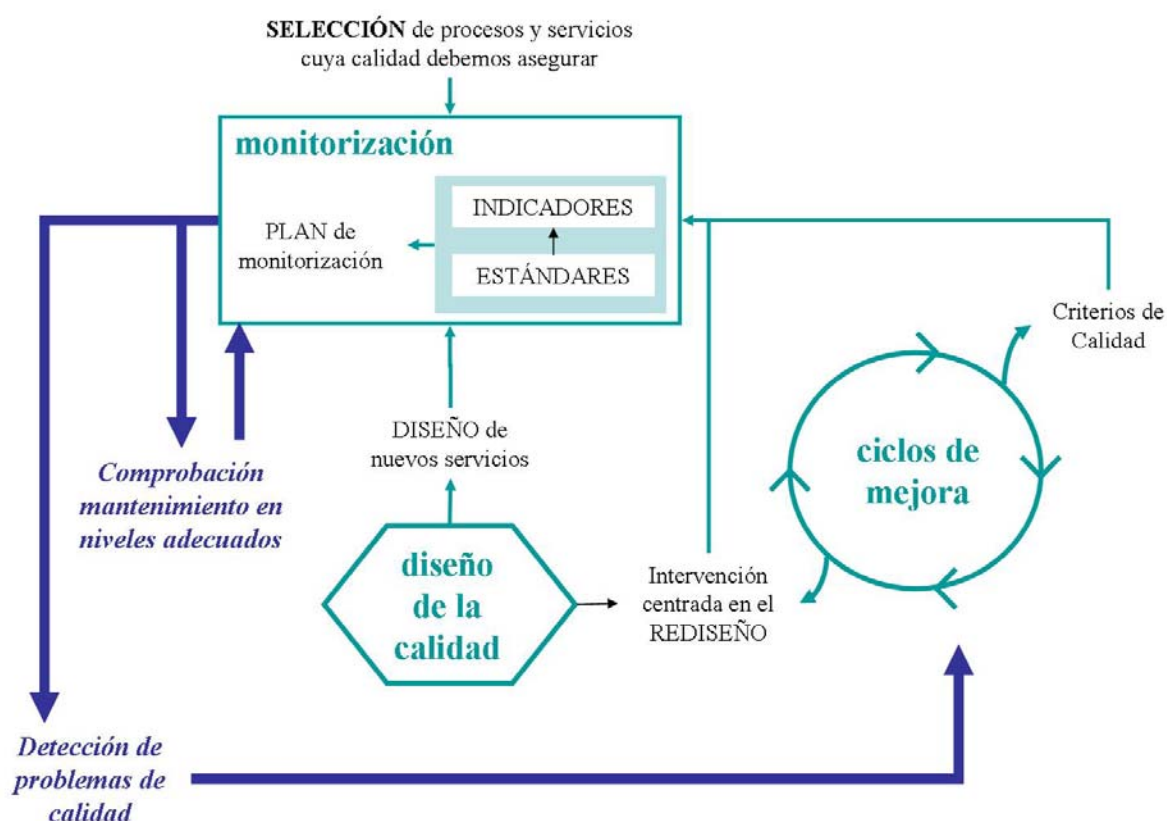 SELECCIÓN de procesos y servicios
cuya calidad debemos asegurar
monitorización
INDICADORES
PLAN de
monitorización
ESTÁNDARES
Criterios de
Calidad
DISEÑO de
nuevos servicios
ciclos de
mejora
Comprobación
mantenimiento en
niveles adecuados
diseño
de la
calidad
Intervención
centrada en el
REDISEÑO
Detección de
problemas de
calidad